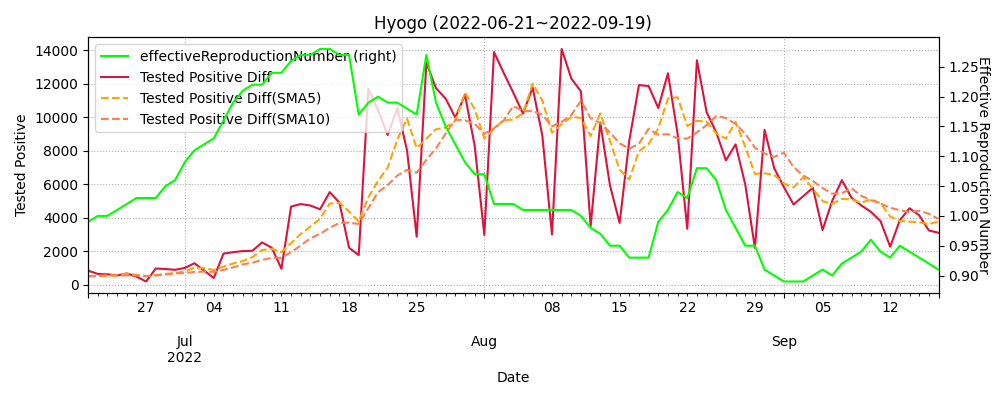 Hyogo (2022-06-21~2022-09-19)
effectiveReproductionNumber (right)
Tested Positive Diff
Tested Positive Diff(SMA5)
Tested Positive Diff(SMA10)
Tested Positive
14000
12000
10000
8000
6000
4000
2000
0
Effective Reproduction Number
1.25
1.20
1.15
1.10
1.05
1.00
0.95
0.90
27 04 11 18 25 08 15 22 29 05 12
Jul Aug Sep
2022
Date